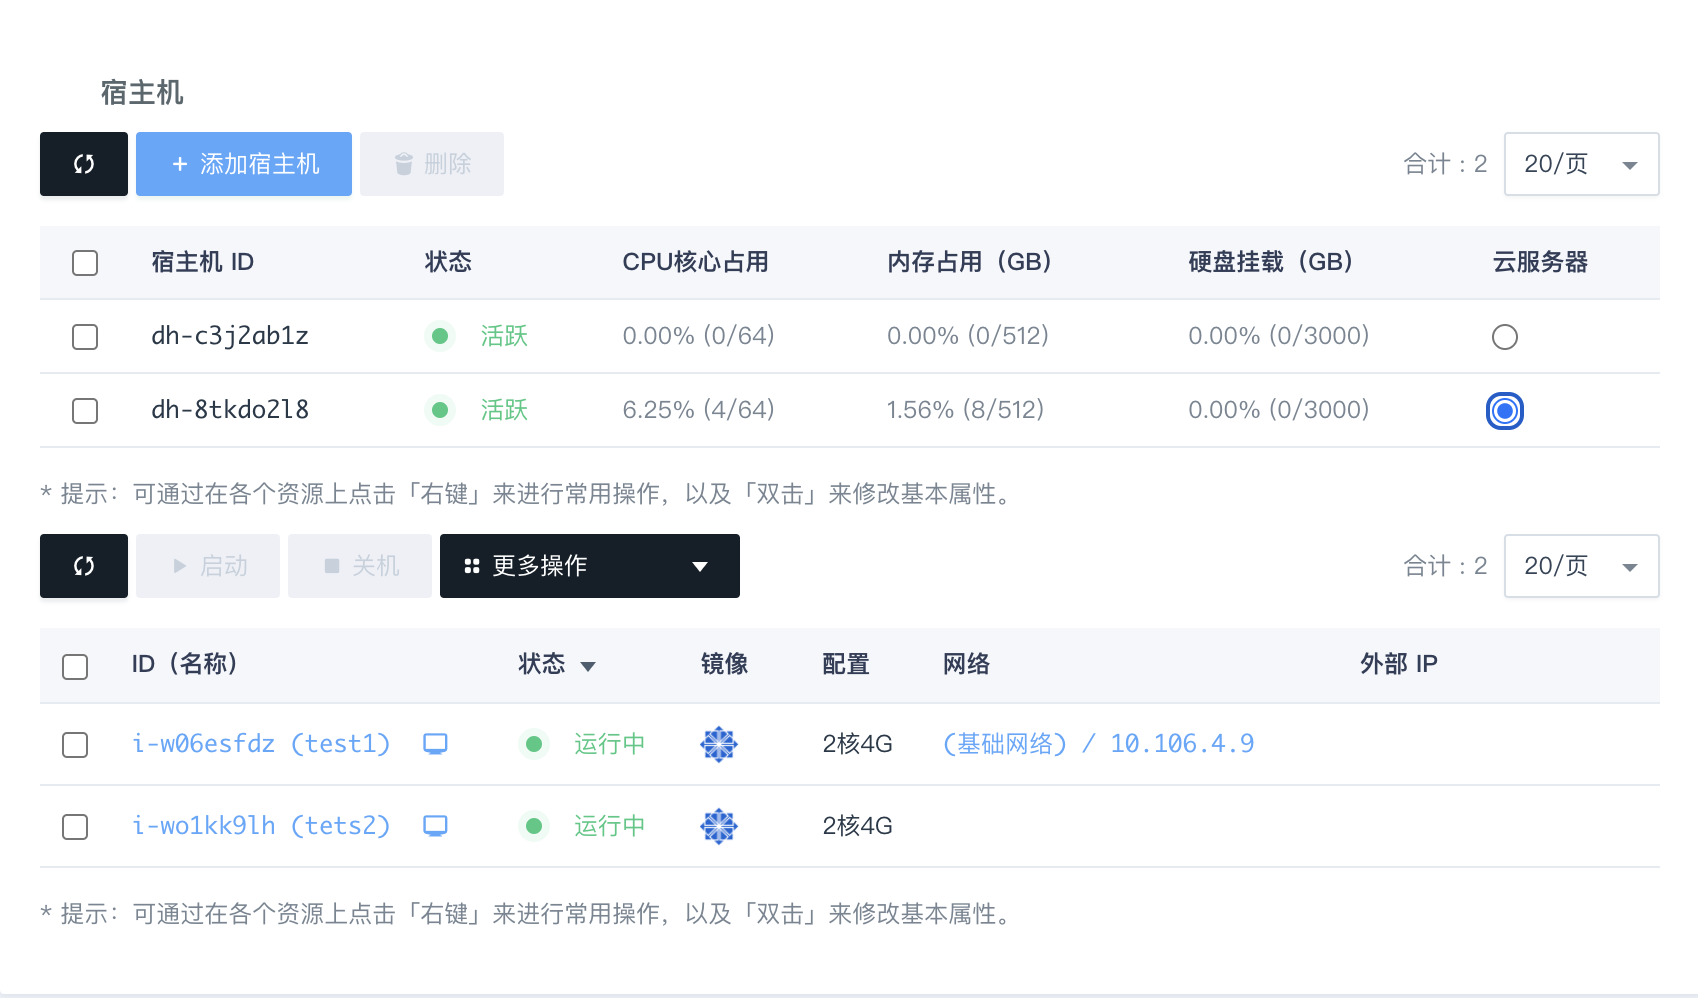 宿主机
+ 添加宿主机 删除 合计：2 20/页
宿主机 ID 状态 CPU核心占用 内存占用（GB） 硬盘挂载（GB） 云服务器
dh-c3j2ab1z 活跃 0.00% (0/64) 0.00% (0/512) 0.00% (0/3000)
dh-8tkdo2l8 活跃 6.25% (4/64) 1.56% (8/512) 0.00% (0/3000)
* 提示：可通过在各个资源上点击「右键」来进行常用操作，以及「双击」来修改基本属性。
启动 关机 更多操作 合计：2 20/页
ID（名称） 状态 镜像 配置 网络 外部 IP
i-w06esfdz (test1) 运行中 2核4G (基础网络) / 10.106.4.9
i-wo1kk9lh (tets2) 运行中 2核4G
* 提示：可通过在各个资源上点击「右键」来进行常用操作，以及「双击」来修改基本属性。